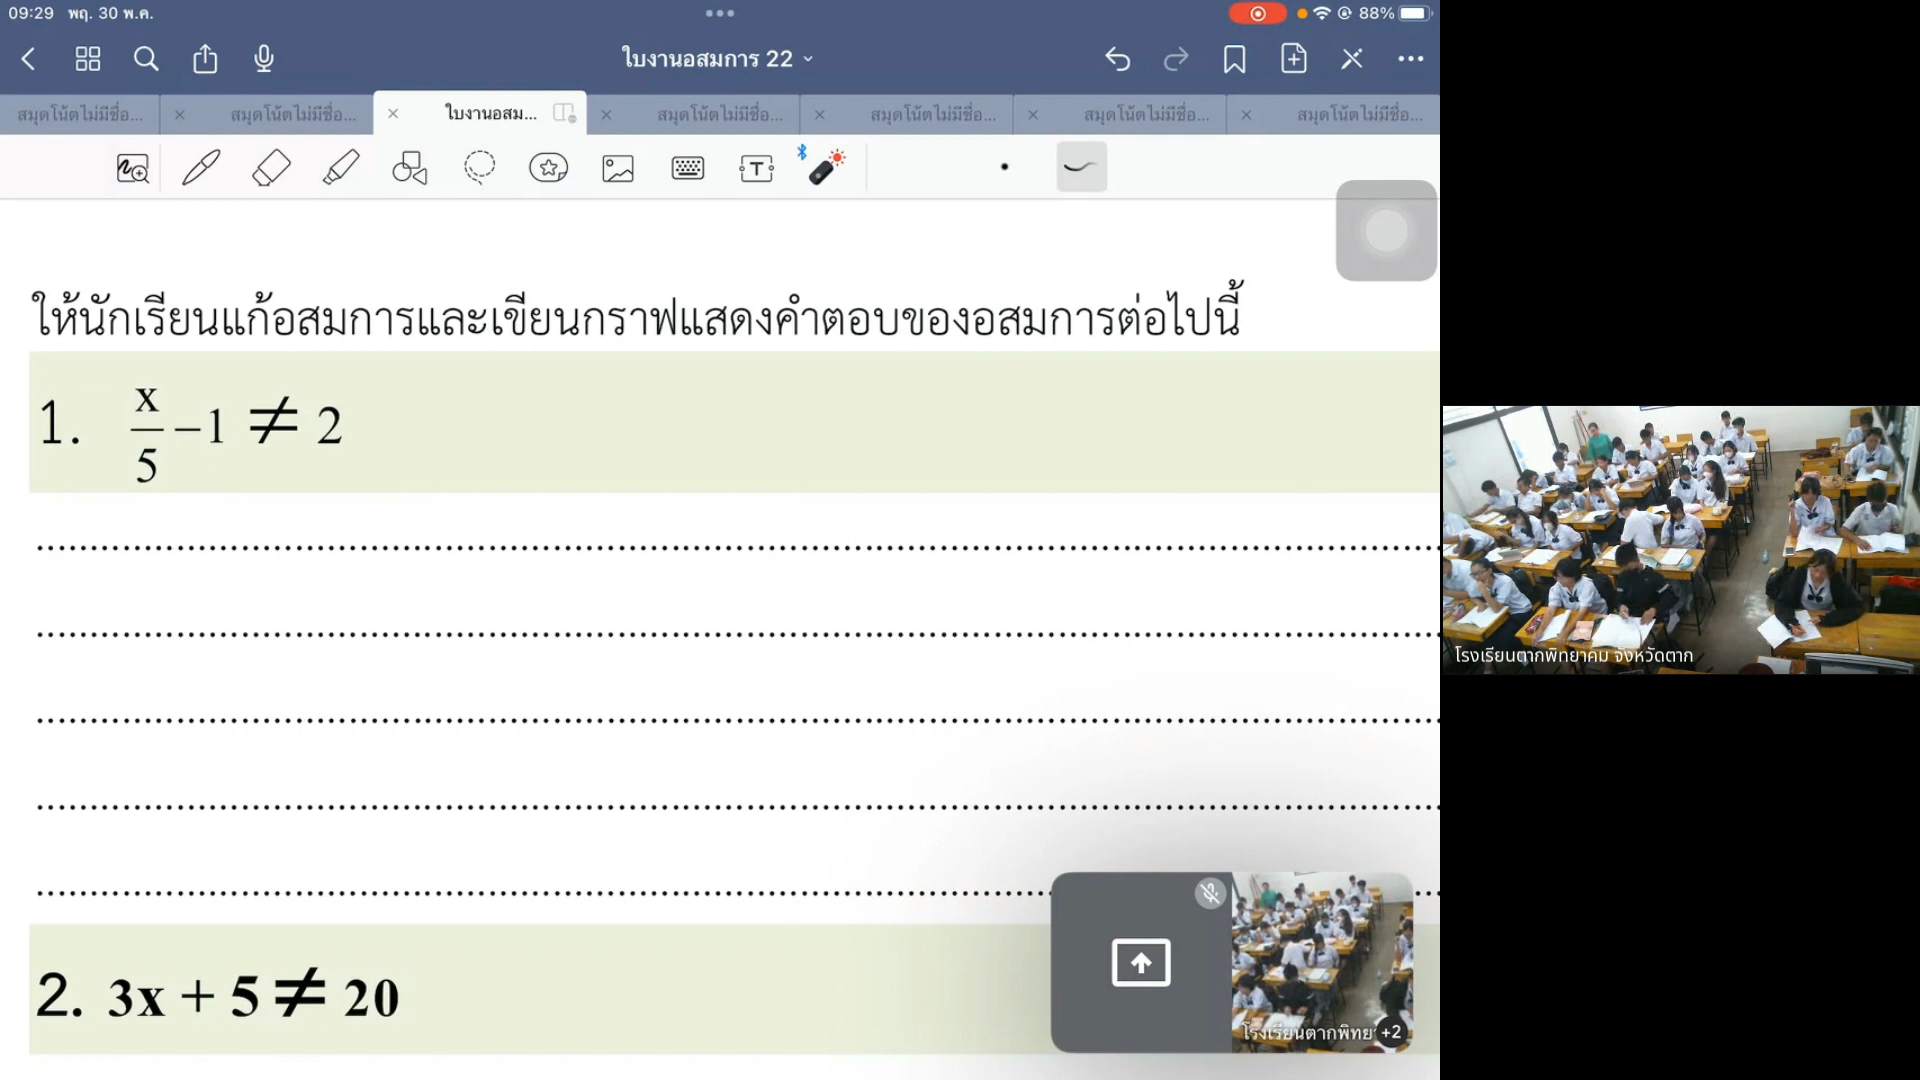 09:29 พฤ. 30 พ.ค.
88%
ใบงานอสมการ 22
สมุดโน้ตไม่มีชื่อ...
สมุดโน้ตไม่มีชื่อ...
ใบงานอสม...
สมุดโน้ตไม่มีชื่อ...
สมุดโน้ตไม่มีชื่อ...
สมุดโน้ตไม่มีชื่อ...
สมุดโน้ตไม่มีชื่อ...
ให้นักเรียนแก้อสมการและเขียนกราฟแสดงคำตอบของอสมการต่อไปนี้
1. x/5 −1 ≠ 2
2. 3x + 5 ≠ 20
โรงเรียนตากพิทยาคม จังหวัดตาก
โรงเรียนตากพิทย +2